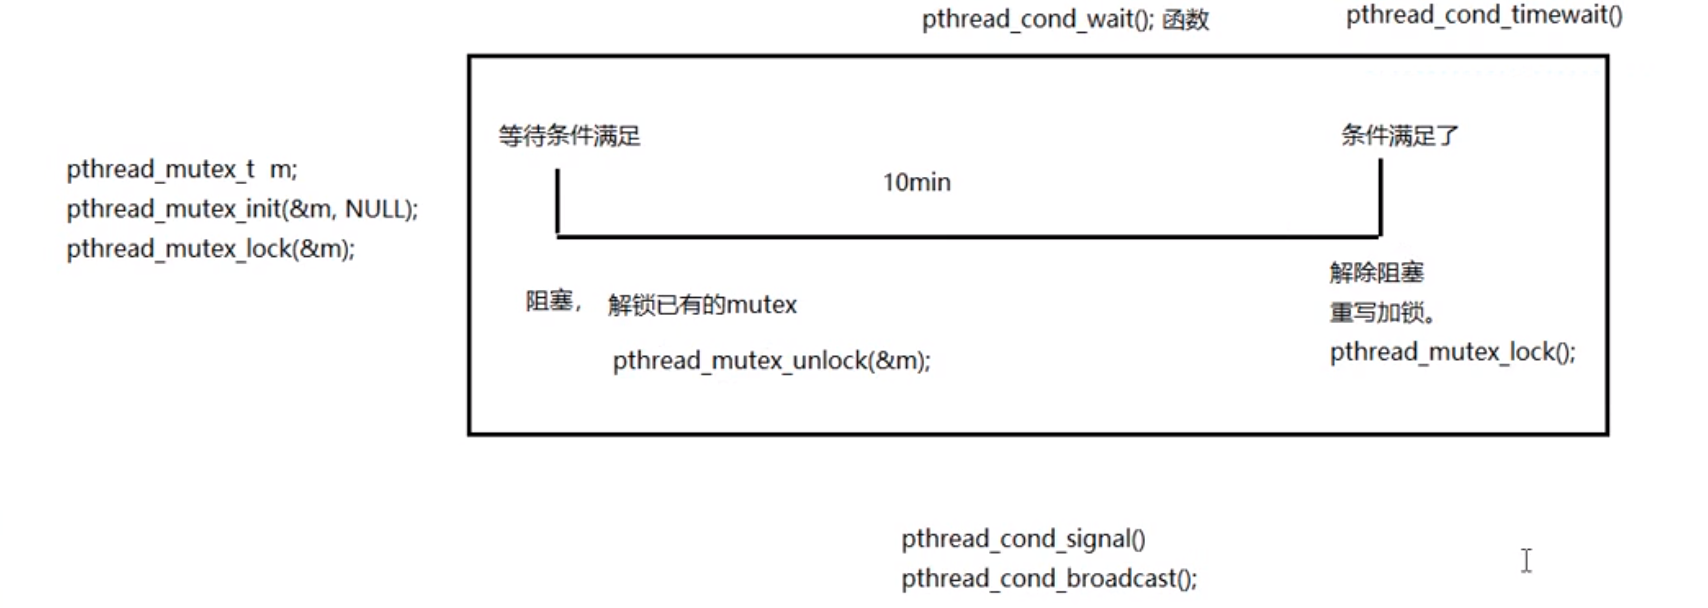 pthread_cond_wait(); 函数
pthread_cond_timewait()
等待条件满足
条件满足了
pthread_mutex_t  m;
10min
pthread_mutex_init(&m, NULL);
pthread_mutex_lock(&m);
解除阻塞
阻塞， 解锁已有的mutex
重写加锁。
pthread_mutex_lock();
pthread_mutex_unlock(&m);
pthread_cond_signal()
pthread_cond_broadcast();